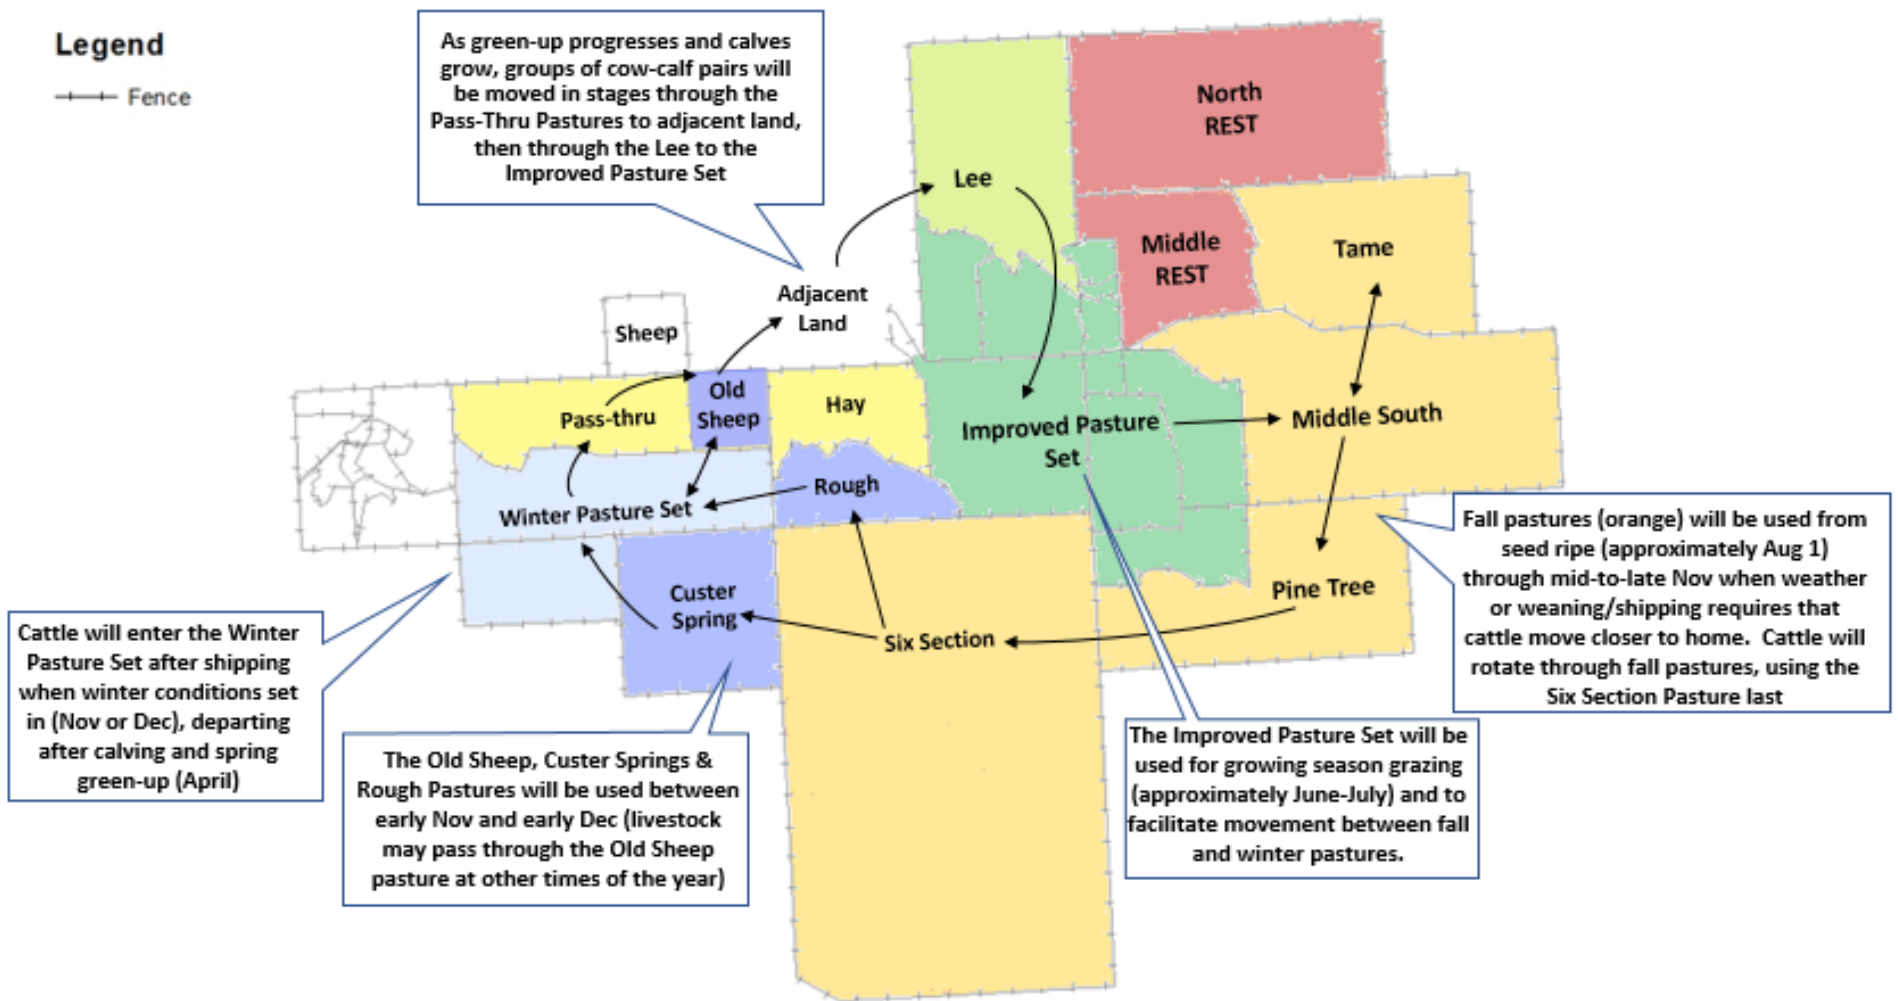 Legend
Fence
As green-up progresses and calves
grow, groups of cow-calf pairs will
be moved in stages through the
Pass-Thru Pastures to adjacent land,
then through the Lee to the
Improved Pasture Set
North
REST
Lee
Middle
REST
Tame
Adjacent
Land
Sheep
Old
Sheep
Pass-thru
Hay
Middle South
Improved Pasture
Set
Rough
Winter Pasture Set
Fall pastures (orange) will be used from
seed ripe (approximately Aug 1)
through mid-to-late Nov when weather
or weaning/shipping requires that
cattle move closer to home.  Cattle will
rotate through fall pastures, using the
Six Section Pasture last
Custer
Spring
Pine Tree
Six Section
Cattle will enter the Winter
Pasture Set after shipping
when winter conditions set
in (Nov or Dec), departing
after calving and spring
green-up (April)
The Old Sheep, Custer Springs &
Rough Pastures will be used between
early Nov and early Dec (livestock
may pass through the Old Sheep
pasture at other times of the year)
The Improved Pasture Set will be
used for growing season grazing
(approximately June-July) and to
facilitate movement between fall
and winter pastures.